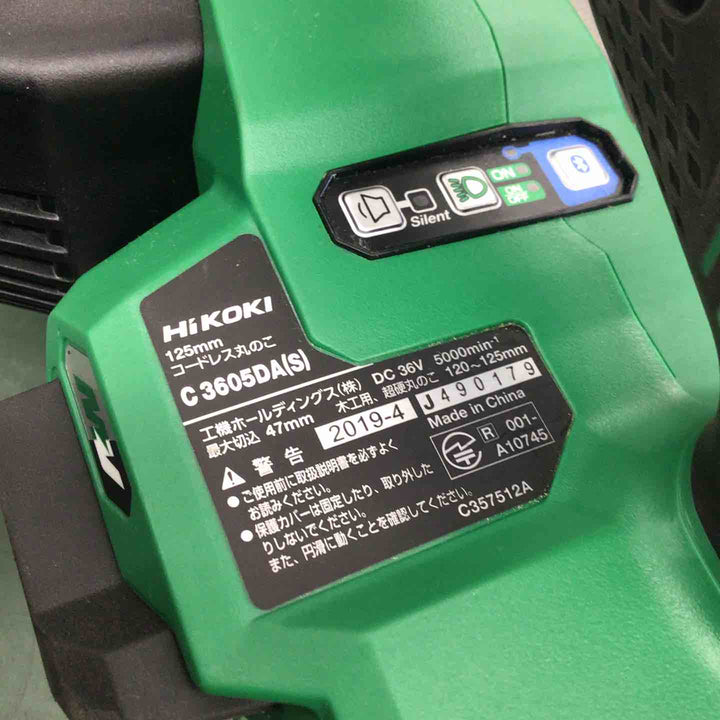 Silent
ON
ON
OFF
HiKOKI
125mm
コードレス丸のこ
C 3605DA(S)
工機ホールディングス(株) DC 36V 5000min-1
最大切込 47mm 木工用、超硬丸のこ 120～125mm
2019-4 J490179
Made in China
R 001-
A10745
警告
●ご使用前に取扱説明書を必ずよく
お読みください。
●保護カバーは固定したり、取り外した
りしないでください。
また、円滑に動くことを確認してください。
C357512A